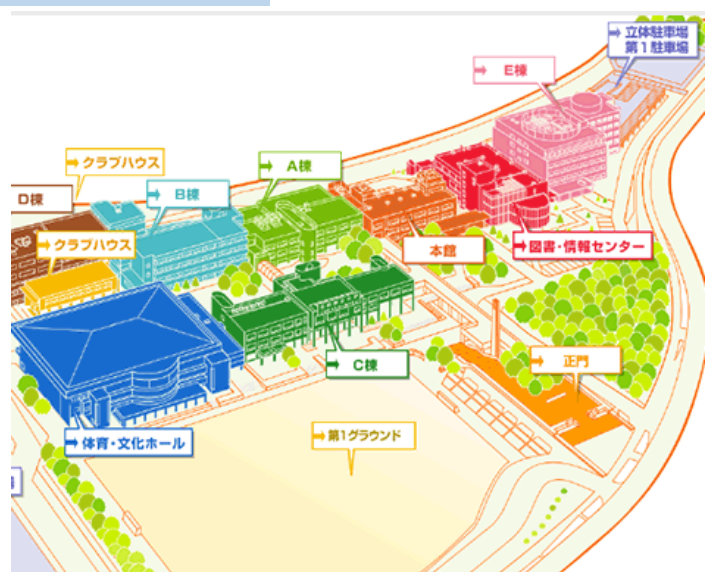 → 立体駐車場
第1駐車場
→ E棟
→ クラブハウス
→ A棟
D棟
→ B棟
→ クラブハウス
本館
→ 図書・情報センター
→ C棟
→ 正門
→ 第1グラウンド
→ 体育・文化ホール